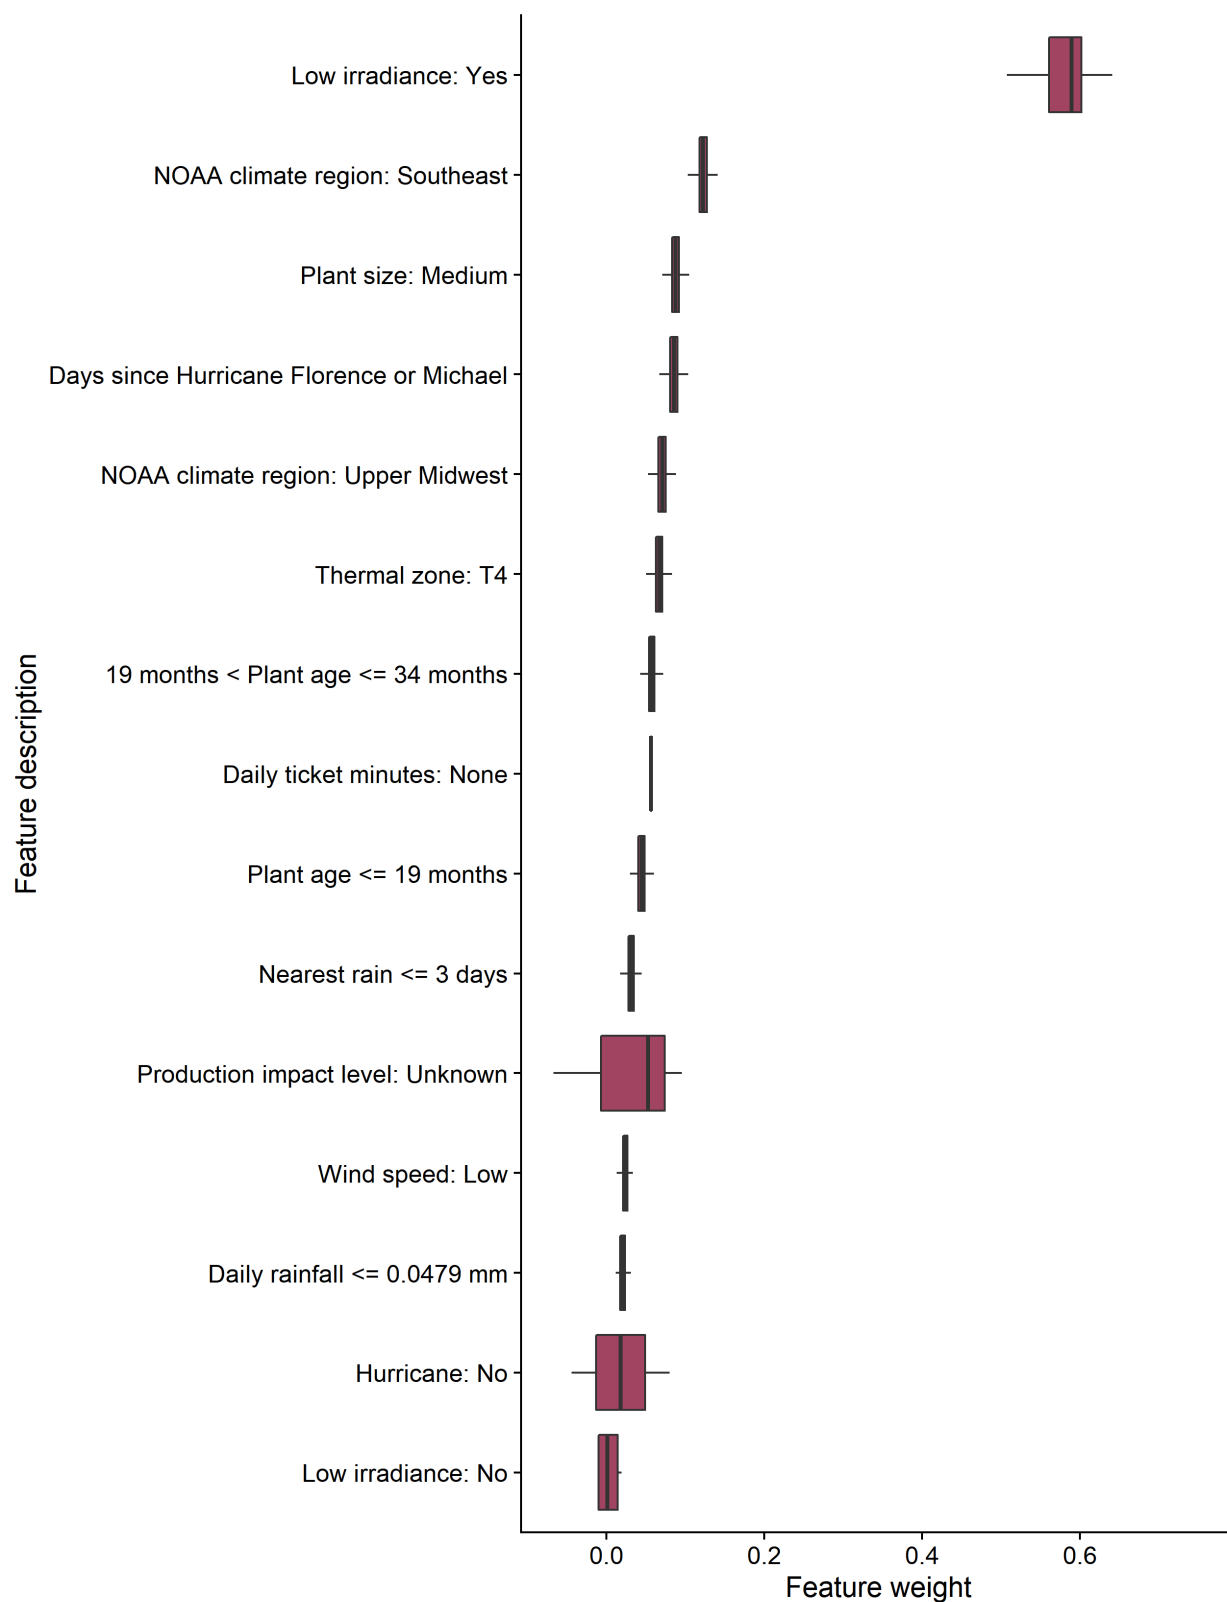 Low irradiance: Yes
NOAA climate region: Southeast
Plant size: Medium
Days since Hurricane Florence or Michael
NOAA climate region: Upper Midwest
Thermal zone: T4
19 months < Plant age <= 34 months
Daily ticket minutes: None
Plant age <= 19 months
Nearest rain <= 3 days
Production impact level: Unknown
Wind speed: Low
Daily rainfall <= 0.0479 mm
Hurricane: No
Low irradiance: No
Feature description
0.0 0.2 0.4 0.6
Feature weight